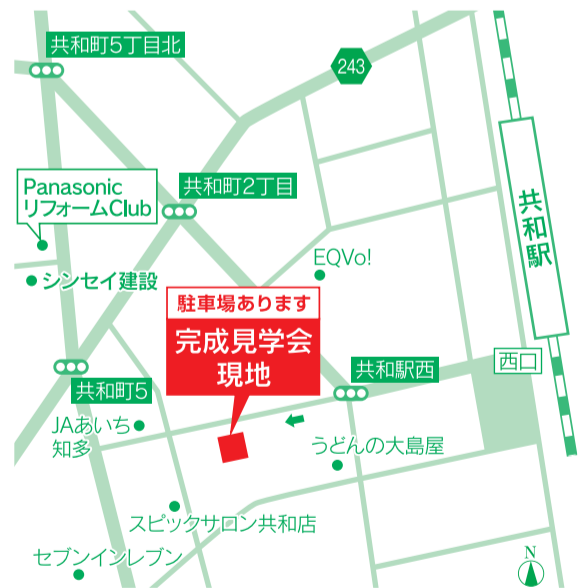 共和町5丁目北
243
Panasonic
リフォームClub
共和町2丁目
共和駅
EQVo!
シンセイ建設
駐車場あります
完成見学会
現地
共和町5
共和駅西
西口
JAあいち
知多
うどんの大島屋
スピックサロン共和店
セブンインレブン
N